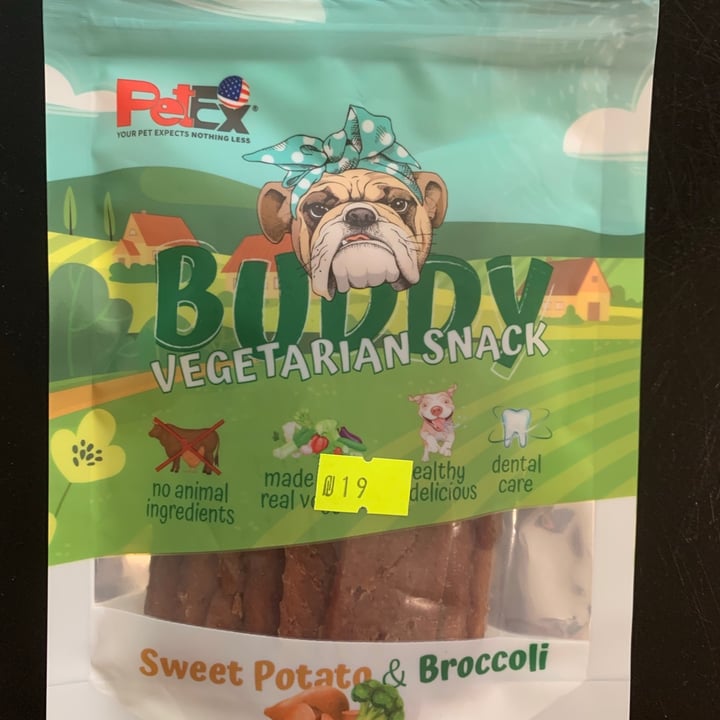 PetEx®
YOUR PET EXPECTS NOTHING LESS
BUDDY
VEGETARIAN SNACK
no animal
ingredients
made
real
₪19
delicious
dental
care
Sweet Potato & Broccoli